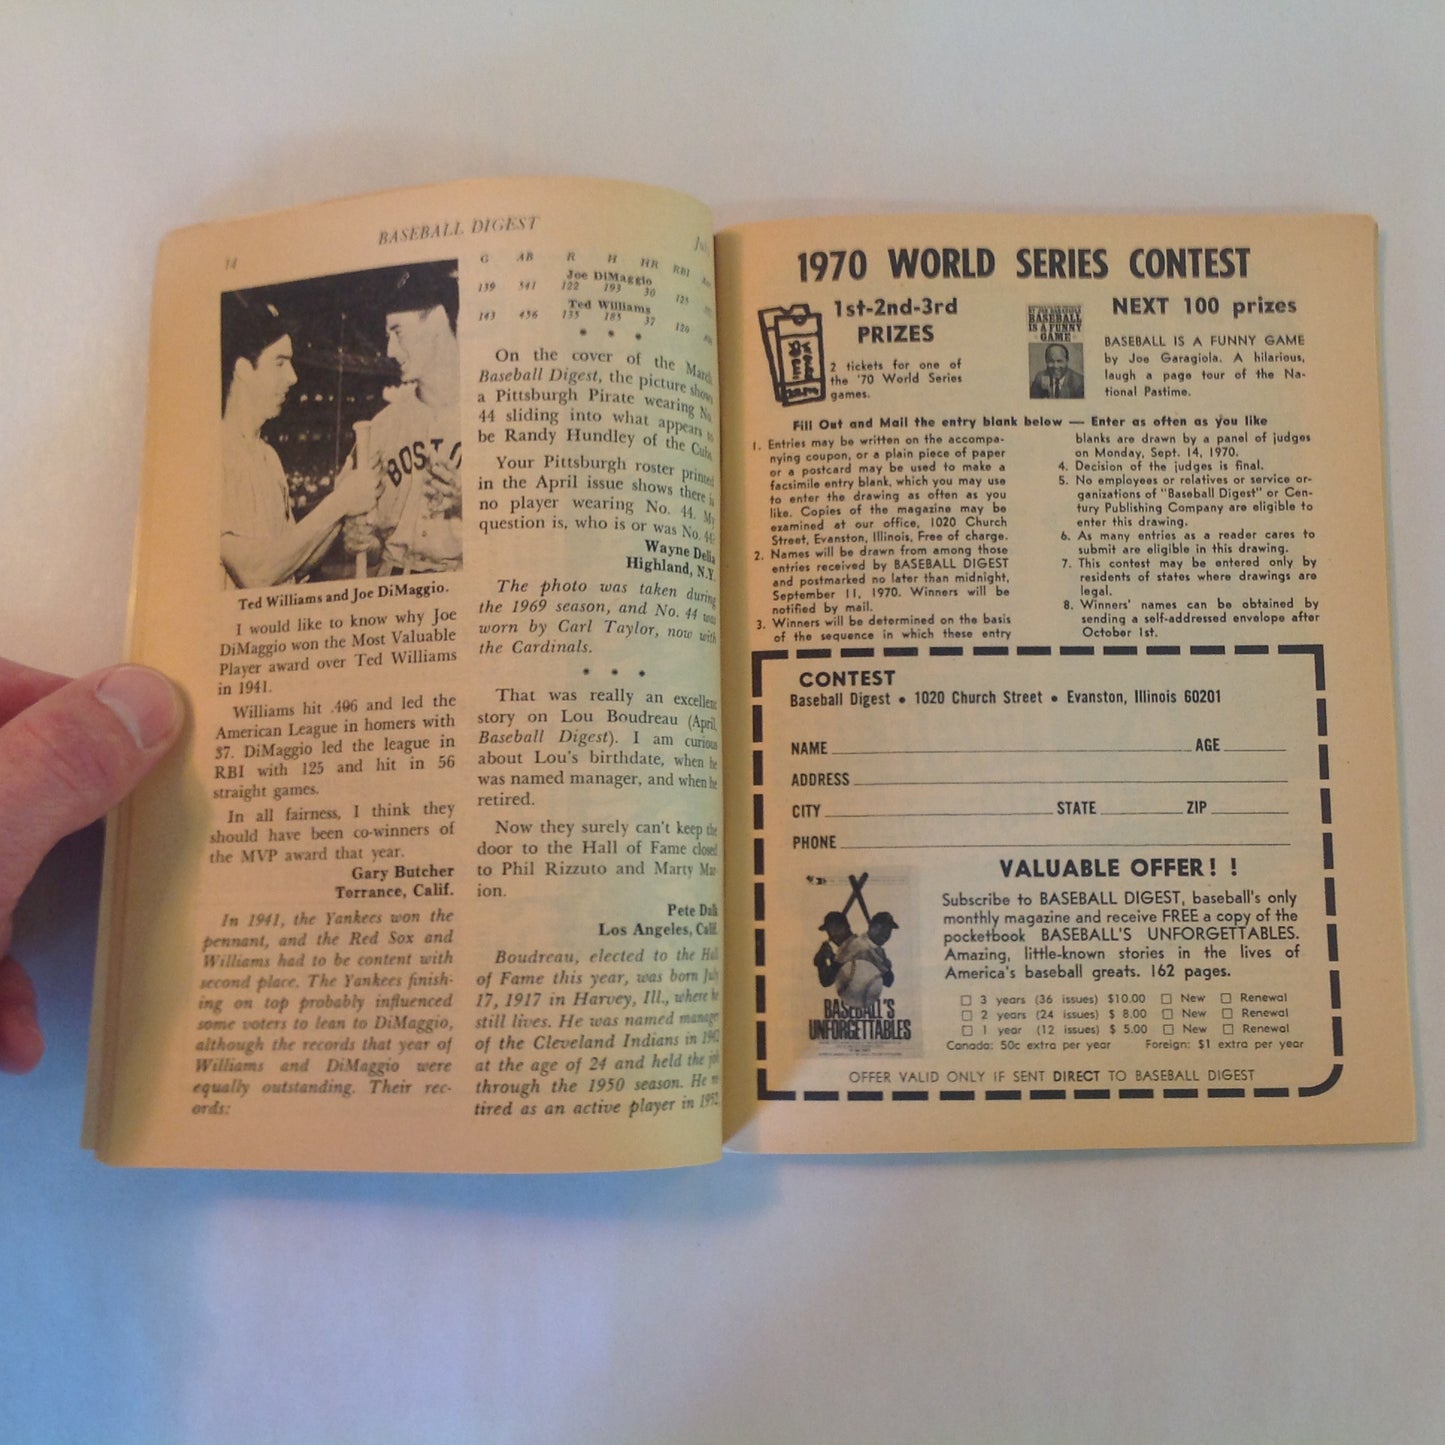 14
BASEBALL DIGEST
BOSTO
Ted Williams and Joe DiMaggio.
I would like to know why Joe
DiMaggio won the Most Valuable
Player award over Ted Williams
in 1941.
Williams hit .406 and led the
American League in homers with
37. DiMaggio led the league in
RBI with 125 and hit in 56
straight games.
In all fairness, I think they
should have been co-winners of
the MVP award that year.
Gary Butcher
Torrance, Calif.
In 1941, the Yankees won the
pennant, and the Red Sox and
Williams had to be content with
second place. The Yankees finish-
ing on top probably influenced
some voters to lean to DiMaggio,
although the records that year of
Williams and DiMaggio were
equally outstanding. Their rec-
ords:
G AB R H HR RBI
Joe DiMaggio
139 541 122 193 30 125
Ted Williams
143 456 135 185 37 120
* * *
On the cover of the March
Baseball Digest, the picture shows
a Pittsburgh Pirate wearing No.
44 sliding into what appears to
be Randy Hundley of the Cubs.
Your Pittsburgh roster printed
in the April issue shows there is
no player wearing No. 44. My
question is, who is or was No. 44?
Wayne Delia
Highland, N.Y.
The photo was taken during
the 1969 season, and No. 44 was
worn by Carl Taylor, now with
the Cardinals.
* * *
That was really an excellent
story on Lou Boudreau (April,
Baseball Digest). I am curious
about Lou's birthdate, when he
was named manager, and when he
retired.
Now they surely can't keep the
door to the Hall of Fame closed
to Phil Rizzuto and Marty Mar-
ion.
Pete
Los Angeles, Calif.
Boudreau, elected to the Hall
of Fame this year, was born July
17, 1917 in Harvey, Ill., where he
still lives. He was named manager
of the Cleveland Indians in 1942
at the age of 24 and held the job
through the 1950 season. He re-
tired as an active player in 1952.
1970 WORLD SERIES CONTEST
1st-2nd-3rd
PRIZES
2 tickets for one of
the '70 World Series
games.
BASEBALL
IS A FUNNY
GAME
NEXT 100 prizes
BASEBALL IS A FUNNY GAME
by Joe Garagiola. A hilarious,
laugh a page tour of the Na-
tional Pastime.
Fill Out and Mail the entry blank below — Enter as often as you like
1. Entries may be written on the accompa-
nying coupon, or a plain piece of paper
or a postcard may be used to make a
facsimile entry blank, which you may use
to enter the drawing as often as you
like. Copies of the magazine may be
examined at our office, 1020 Church
Street, Evanston, Illinois, Free of charge.
2. Names will be drawn from among those
entries received by BASEBALL DIGEST
and postmarked no later than midnight,
September 11, 1970. Winners will be
notified by mail.
3. Winners will be determined on the basis
of the sequence in which these entry
blanks are drawn by a panel of judges
on Monday, Sept. 14, 1970.
4. Decision of the judges is final.
5. No employees or relatives or service or-
ganizations of "Baseball Digest" or Cen-
tury Publishing Company are eligible to
enter this drawing.
6. As many entries as a reader cares to
submit are eligible in this drawing.
7. This contest may be entered only by
residents of states where drawings are
legal.
8. Winners' names can be obtained by
sending a self-addressed envelope after
October 1st.
CONTEST
Baseball Digest • 1020 Church Street • Evanston, Illinois 60201
NAME AGE
ADDRESS
CITY STATE ZIP
PHONE
BASEBALL'S
UNFORGETTABLES
VALUABLE OFFER! !
Subscribe to BASEBALL DIGEST, baseball's only
monthly magazine and receive FREE a copy of the
pocketbook BASEBALL'S UNFORGETTABLES.
Amazing, little-known stories in the lives of
America's baseball greats. 162 pages.
□ 3 years (36 issues) $10.00 □ New □ Renewal
□ 2 years (24 issues) $ 8.00 □ New □ Renewal
□ 1 year (12 issues) $ 5.00 □ New □ Renewal
Canada: 50c extra per year Foreign: $1 extra per year
OFFER VALID ONLY IF SENT DIRECT TO BASEBALL DIGEST